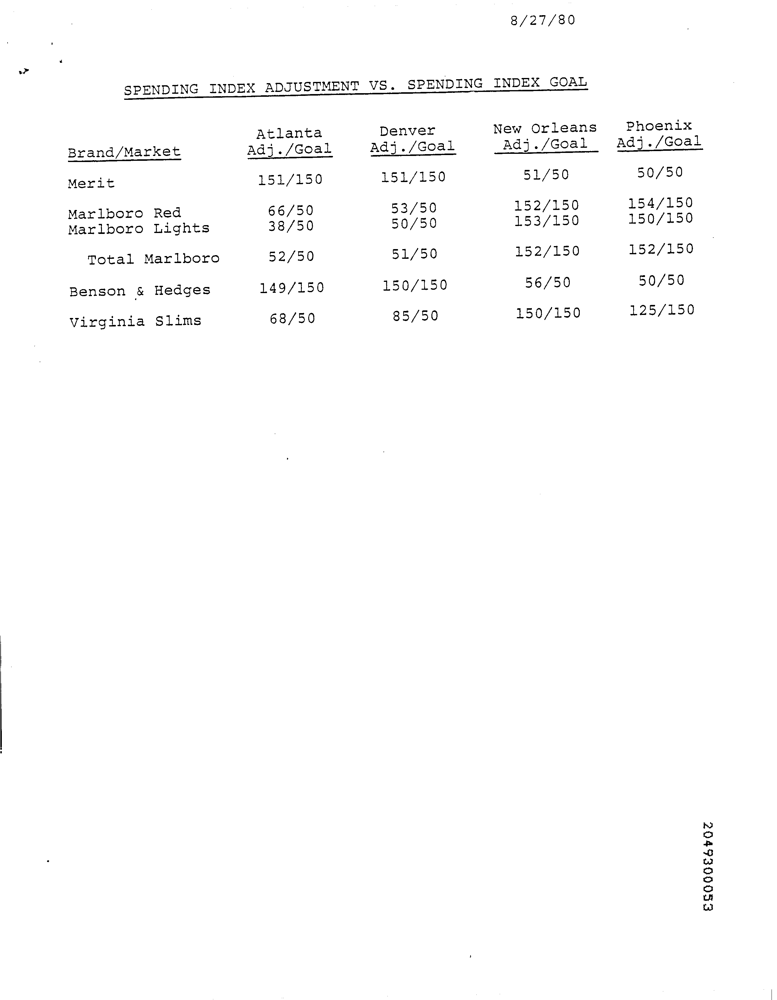 8/27/80
SPENDING INDEX ADJUSTMENT VS. SPENDING INDEX GOAL
Atlanta Denver New Orleans Phoenix
Brand/Market Adj./Goal Adj./Goal Adj./Goal Adj./Goal
Merit 151/150 151/150 51/50 50/50
Marlboro Red 66/50 53/50 152/150 154/150
Marlboro Lights 38/50 50/50 153/150 150/150
Total Marlboro 52/50 51/50 152/150 152/150
Benson & Hedges 149/150 150/150 56/50 50/50
Virginia Slims 68/50 85/50 150/150 125/150
2049300053